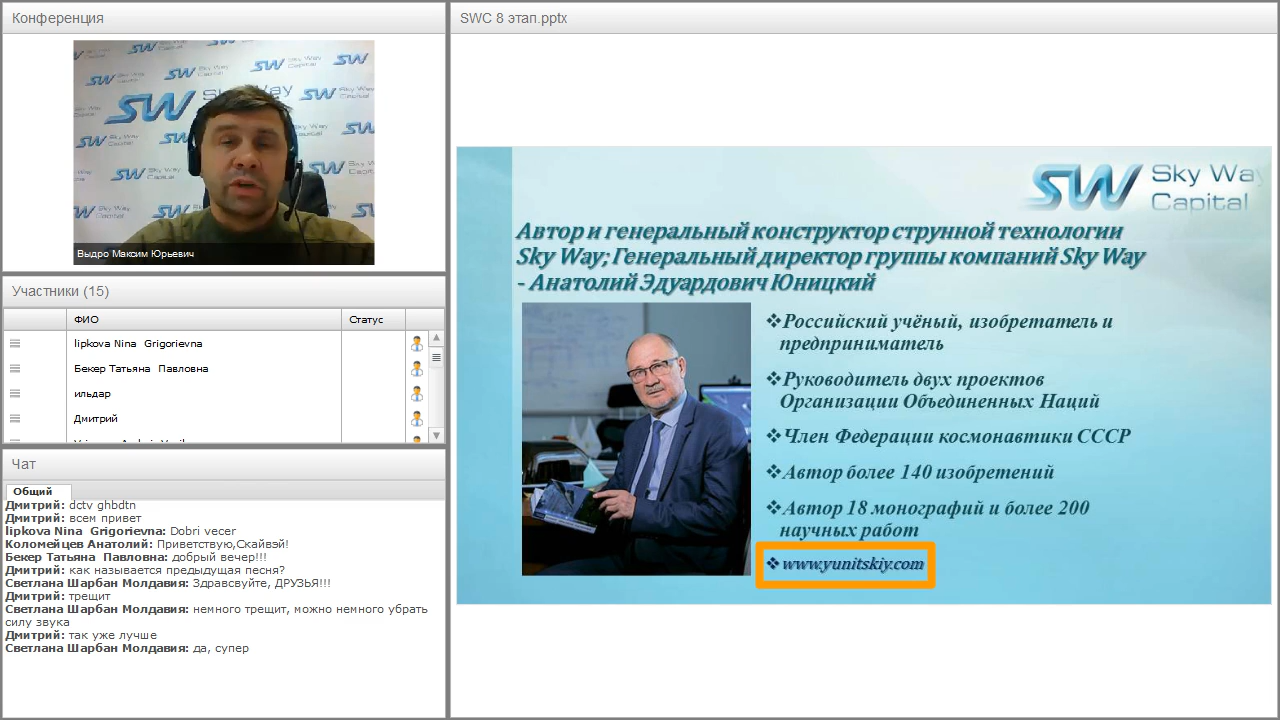 Конференция
SW Sky Way Capital
Выдро Максим Юрьевич
Участники (15)
ФИО Статус
lipkova Nina Grigorievna
Бекер Татьяна Павловна
ильдар
Дмитрий
Чат
Общий
Дмитрий: dctv ghbdtn
Дмитрий: всем привет
lipkova Nina Grigorievna: Dobri vecer
Коломейцев Анатолий: Приветствую,Скайвэй!
Бекер Татьяна Павловна: добрый вечер!!!
Дмитрий: как называется предыдущая песня?
Светлана Шарбан Молдавия: Здравсвуйте, ДРУЗЬЯ!!!
Дмитрий: трещит
Светлана Шарбан Молдавия: немного трещит, можно немного убрать
силу звука
Дмитрий: так уже лучше
Светлана Шарбан Молдавия: да, супер
SWC 8 этап.pptx
SW Sky Way
Capital
Автор и генеральный конструктор струнной технологии
Sky Way; Генеральный директор группы компаний Sky Way
- Анатолий Эдуардович Юницкий
❖Российский учёный, изобретатель и
предприниматель
❖Руководитель двух проектов
Организации Объединенных Наций
❖Член Федерации космонавтики СССР
❖Автор более 140 изобретений
❖Автор 18 монографий и более 200
научных работ
❖www.yunitskiy.com